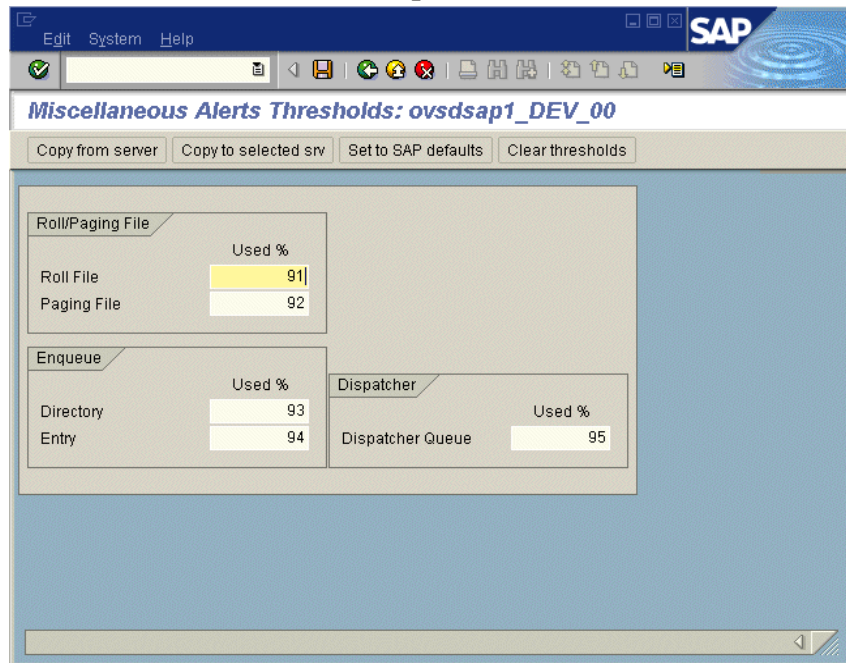 Edit System Help
SAP
Miscellaneous Alerts Thresholds: ovsdsap1_DEV_00
Copy from server Copy to selected srv Set to SAP defaults Clear thresholds
Roll/Paging File
Used %
Roll File 91
Paging File 92
Enqueue
Used %
Directory 93
Entry 94
Dispatcher
Used %
Dispatcher Queue 95